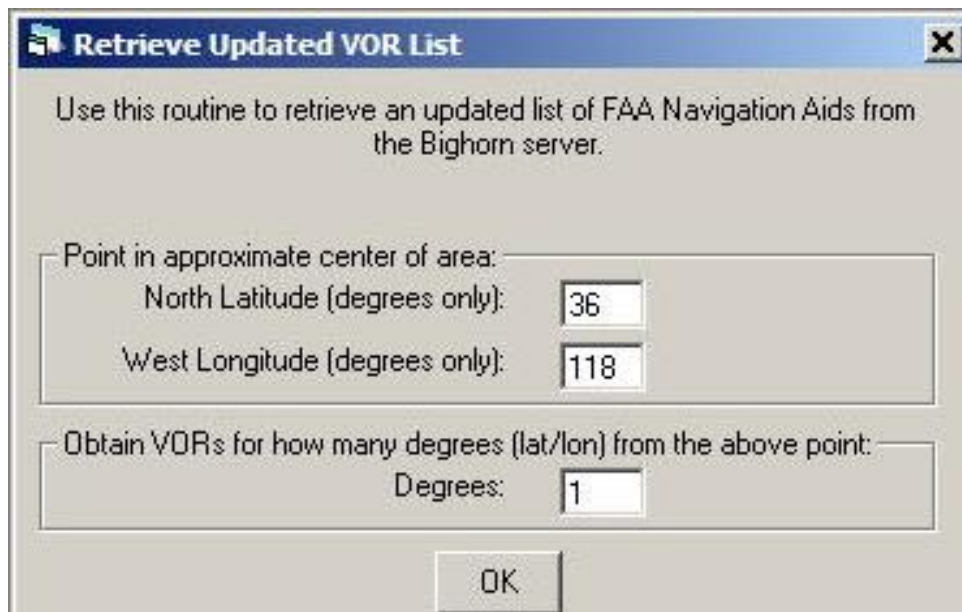 Retrieve Updated VOR List
Use this routine to retrieve an updated list of FAA Navigation Aids from
the Bighorn server.
Point in approximate center of area:
North Latitude (degrees only): 36
West Longitude (degrees only): 118
Obtain VORs for how many degrees (lat/lon) from the above point:
Degrees: 1
OK